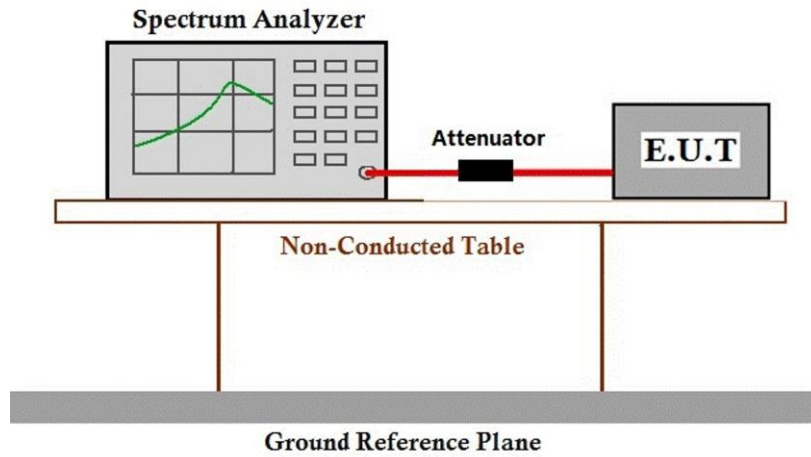 Spectrum Analyzer
Attenuator
E.U.T
Non-Conducted Table
Ground Reference Plane